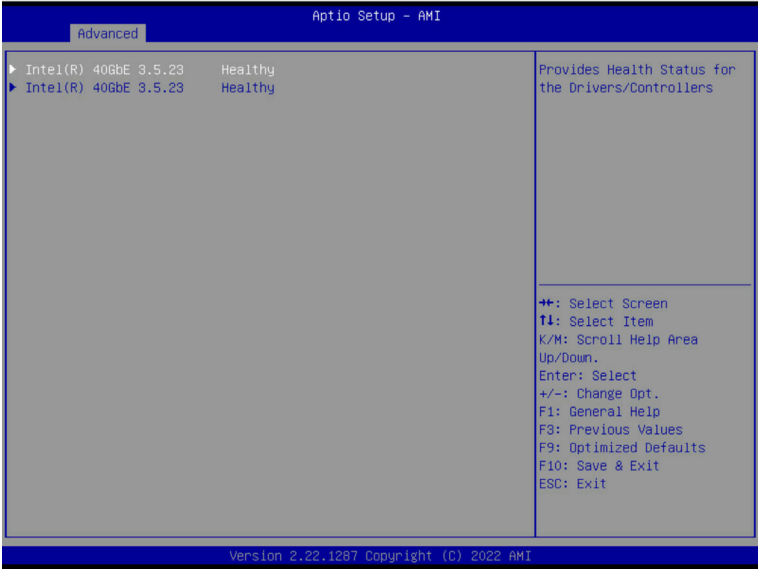 Aptio Setup - AMI
Advanced
Intel(R) 40GbE 3.5.23 Healthy
Intel(R) 40GbE 3.5.23 Healthy
Provides Health Status for
the Drivers/Controllers
→←: Select Screen
↑↓: Select Item
K/M: Scroll Help Area
Up/Down.
Enter: Select
+/-: Change Opt.
F1: General Help
F3: Previous Values
F9: Optimized Defaults
F10: Save & Exit
ESC: Exit
Version 2.22.1287 Copyright (C) 2022 AMI